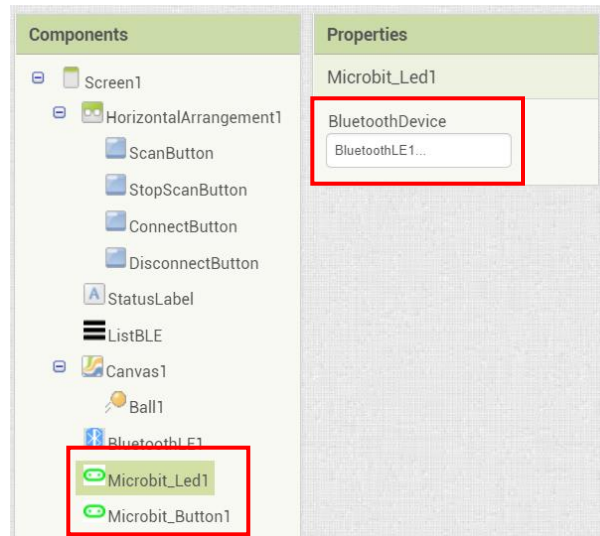 Components
Screen1
HorizontalArrangement1
ScanButton
StopScanButton
ConnectButton
DisconnectButton
A StatusLabel
ListBLE
Canvas1
Ball1
BluetoothLE1
Microbit_Led1
Microbit_Button1
Properties
Microbit_Led1
BluetoothDevice
BluetoothLE1...